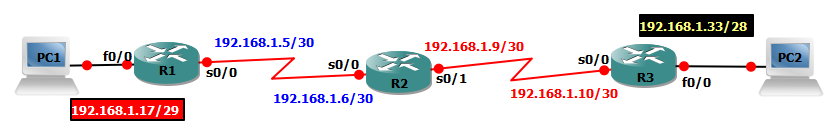 192.168.1.33/28
192.168.1.5/30
192.168.1.9/30
PC1
f0/0
R1
s0/0
s0/0
R2
s0/1
s0/0
R3
f0/0
PC2
192.168.1.17/29
192.168.1.6/30
192.168.1.10/30